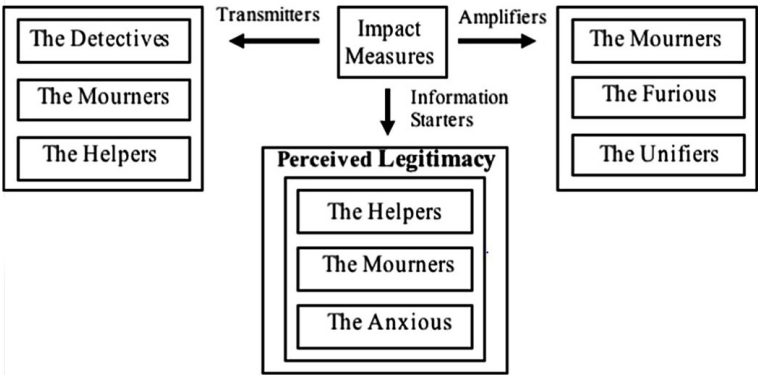 Transmitters
Impact
Measures
Amplifiers
The Detectives
The Mourners
The Helpers
The Mourners
The Furious
The Unifiers
Information
Starters
Perceived Legitimacy
The Helpers
The Mourners
The Anxious